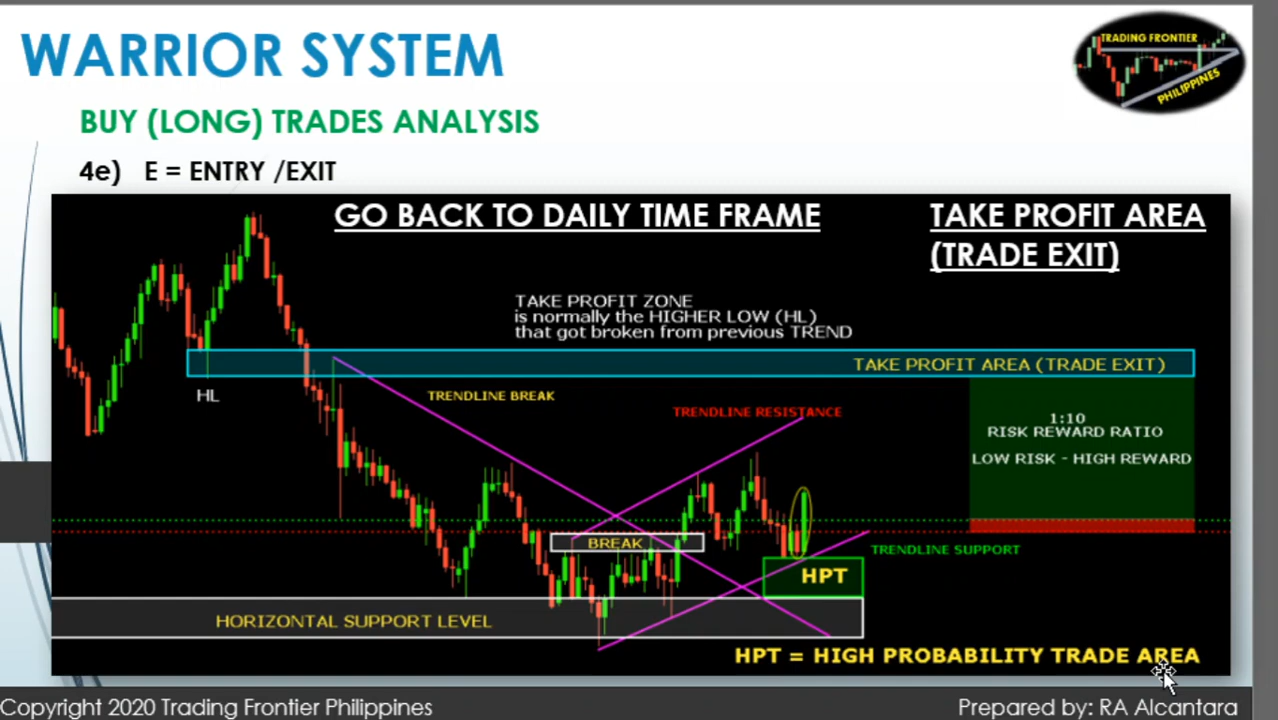 WARRIOR SYSTEM
TRADING FRONTIER
PHILIPPINES
BUY (LONG) TRADES ANALYSIS
4e) E = ENTRY /EXIT
GO BACK TO DAILY TIME FRAME
TAKE PROFIT AREA
(TRADE EXIT)
TAKE PROFIT ZONE
is normally the HIGHER LOW (HL)
that got broken from previous TREND
TAKE PROFIT AREA (TRADE EXIT)
HL
TRENDLINE BREAK
TRENDLINE RESISTANCE
1:10
RISK REWARD RATIO
LOW RISK - HIGH REWARD
BREAK
TRENDLINE SUPPORT
HPT
HORIZONTAL SUPPORT LEVEL
HPT = HIGH PROBABILITY TRADE AREA
Copyright 2020 Trading Frontier Philippines
Prepared by: RA Alcantara